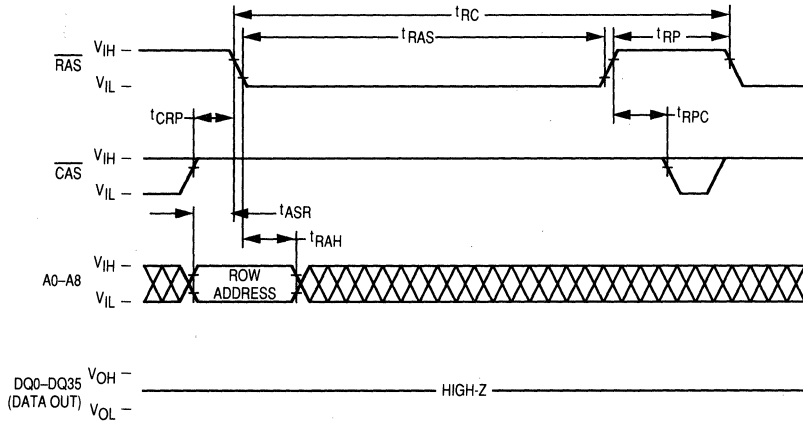 tRC
tRAS
tRP
RAS
VIH
VIL
tCRP
tRPC
CAS
VIH
VIL
tASR
tRAH
A0–A8
VIH
VIL
ROW
ADDRESS
DQ0–DQ35
(DATA OUT)
VOH
VOL
HIGH-Z